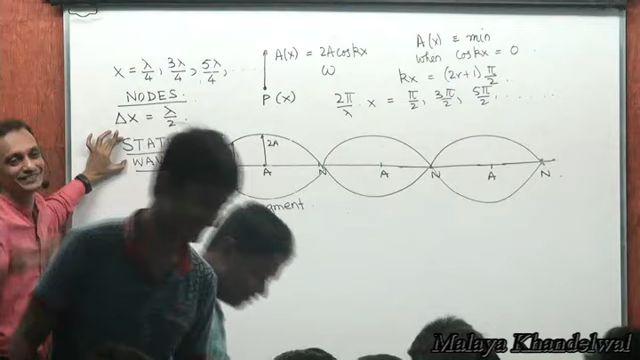 x = λ/4, 3λ/4, 5λ/4, ...
NODES.
Δx = λ/2.
A(x) = 2A cos kx
ω
P(x)
A(x) = min
when cos kx = 0
kx = (2r+1) π/2
2π/λ . x = π/2, 3π/2, 5π/2, .......
2A
A N A N A N
Malaya Khandelwal